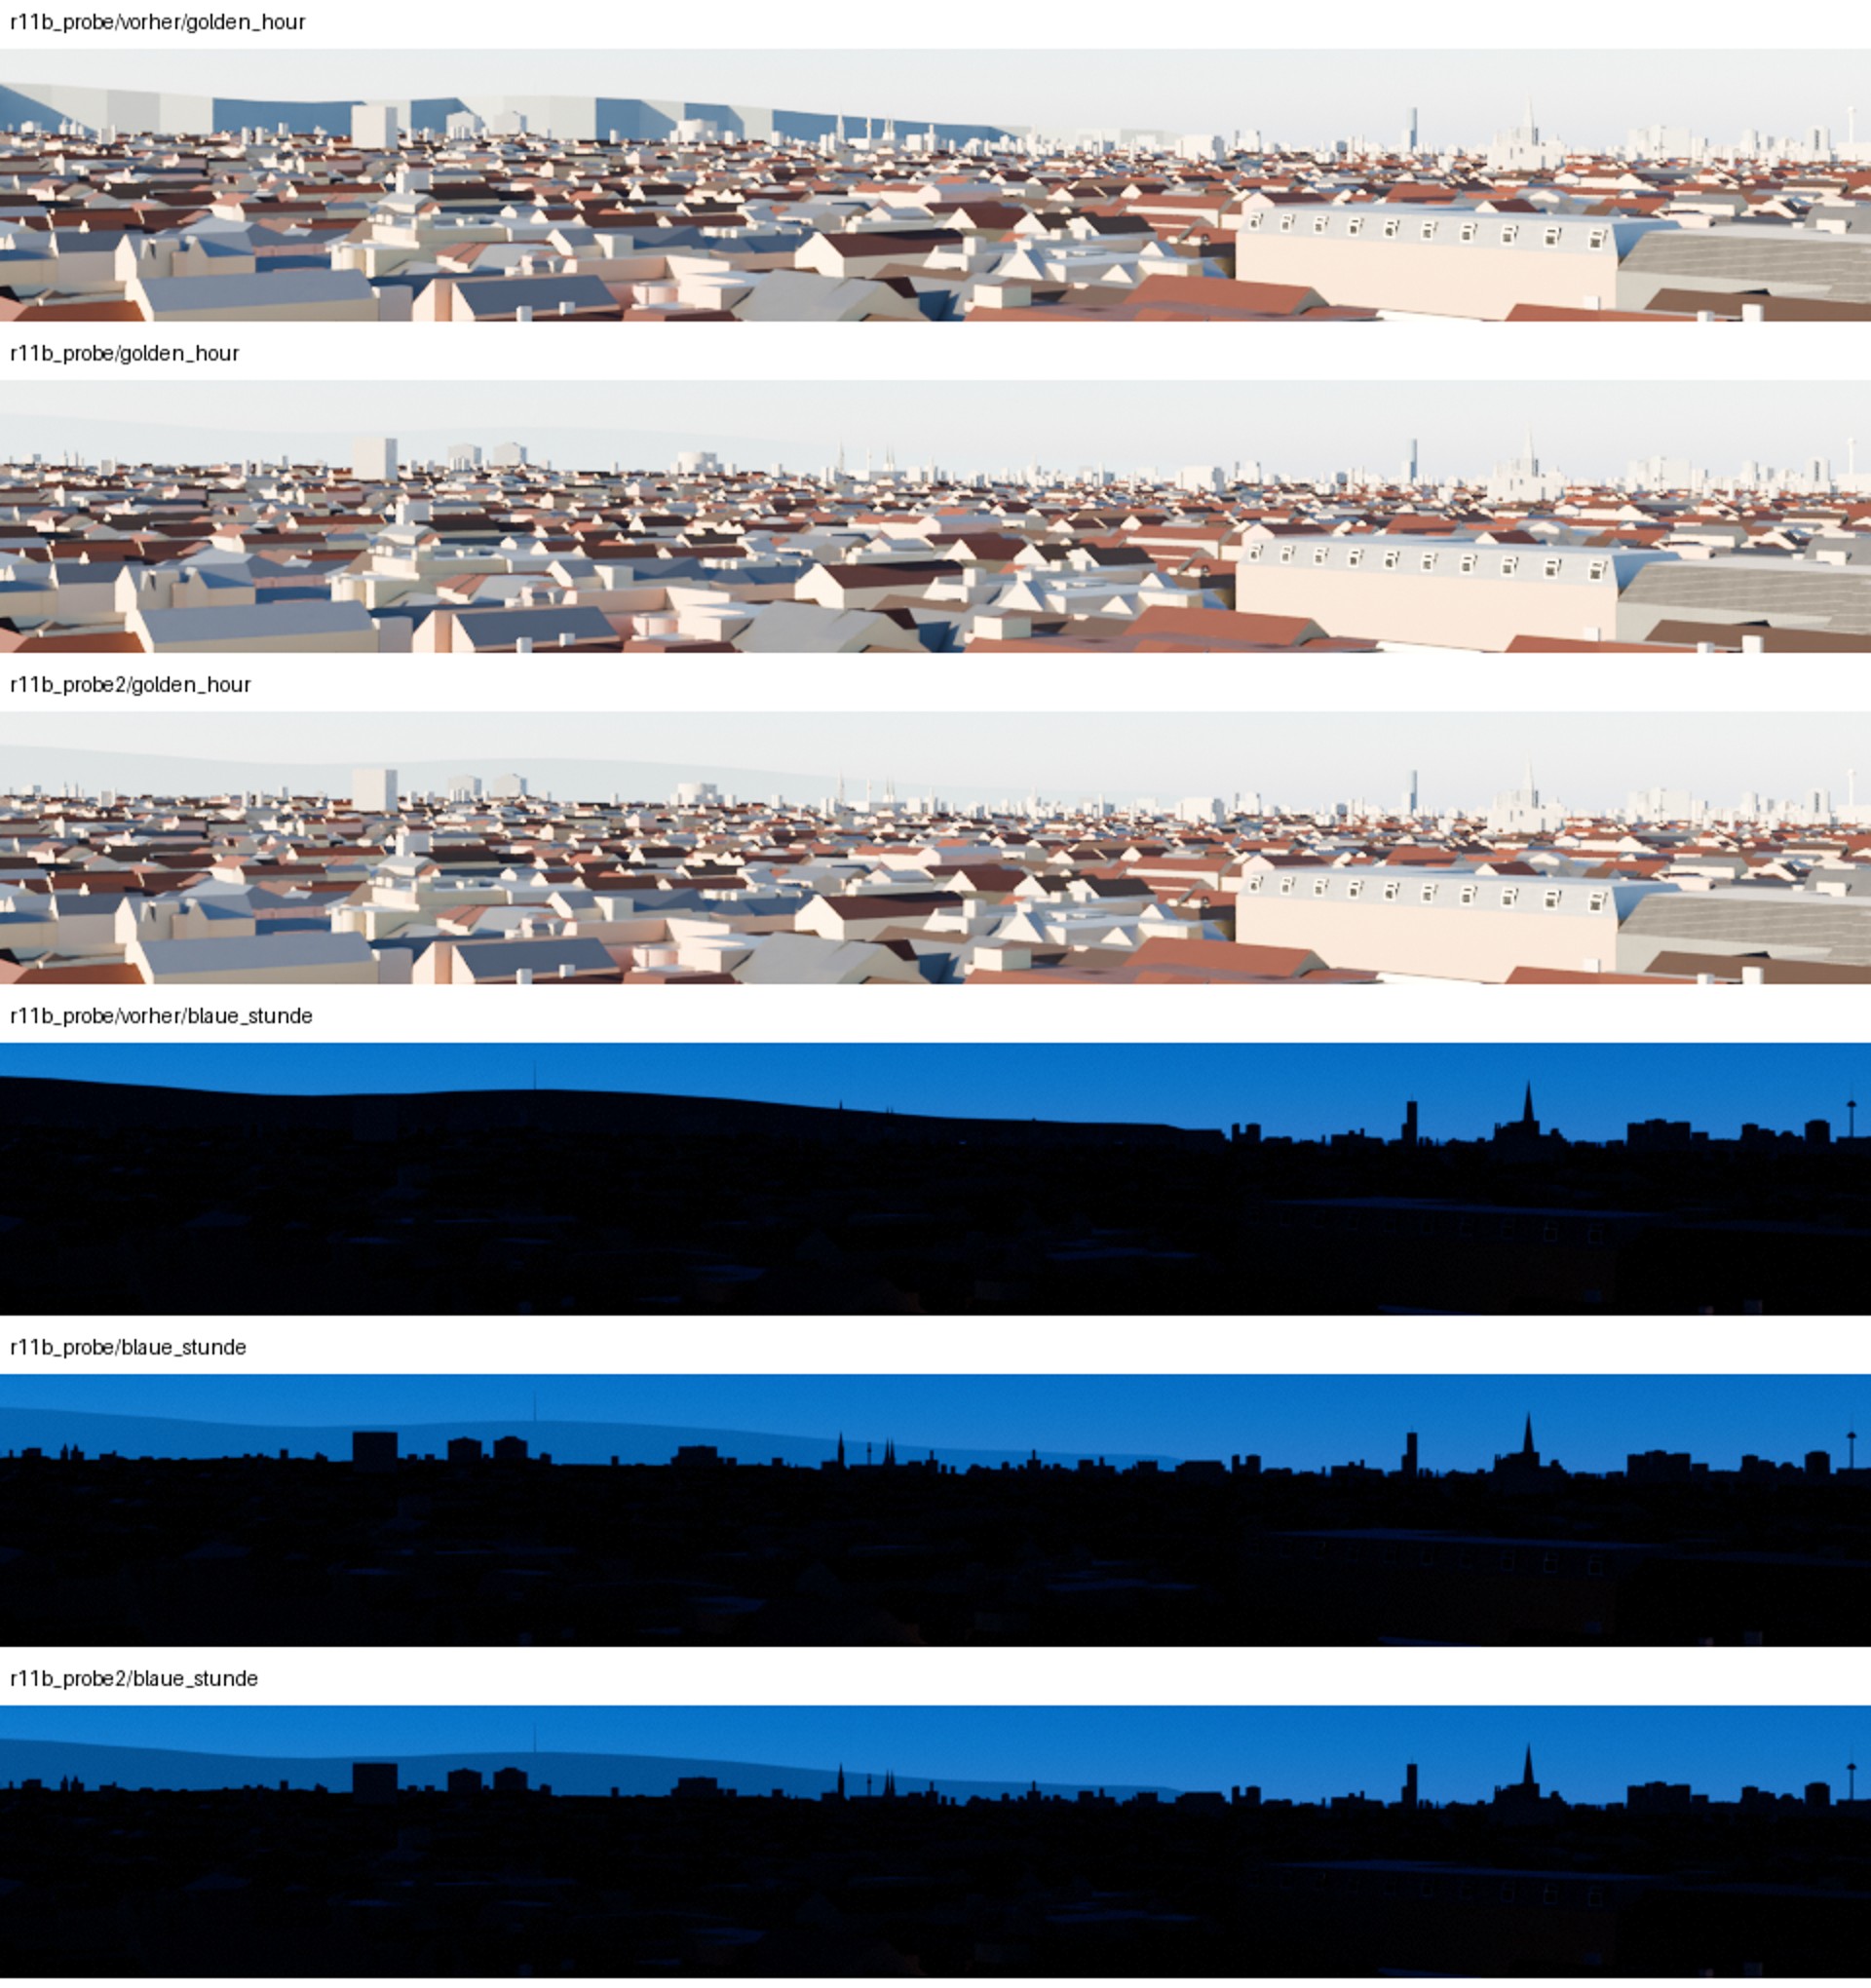 r11b_probe/vorher/golden_hour
r11b_probe/golden_hour
r11b_probe2/golden_hour
r11b_probe/vorher/blaue_stunde
r11b_probe/blaue_stunde
r11b_probe2/blaue_stunde